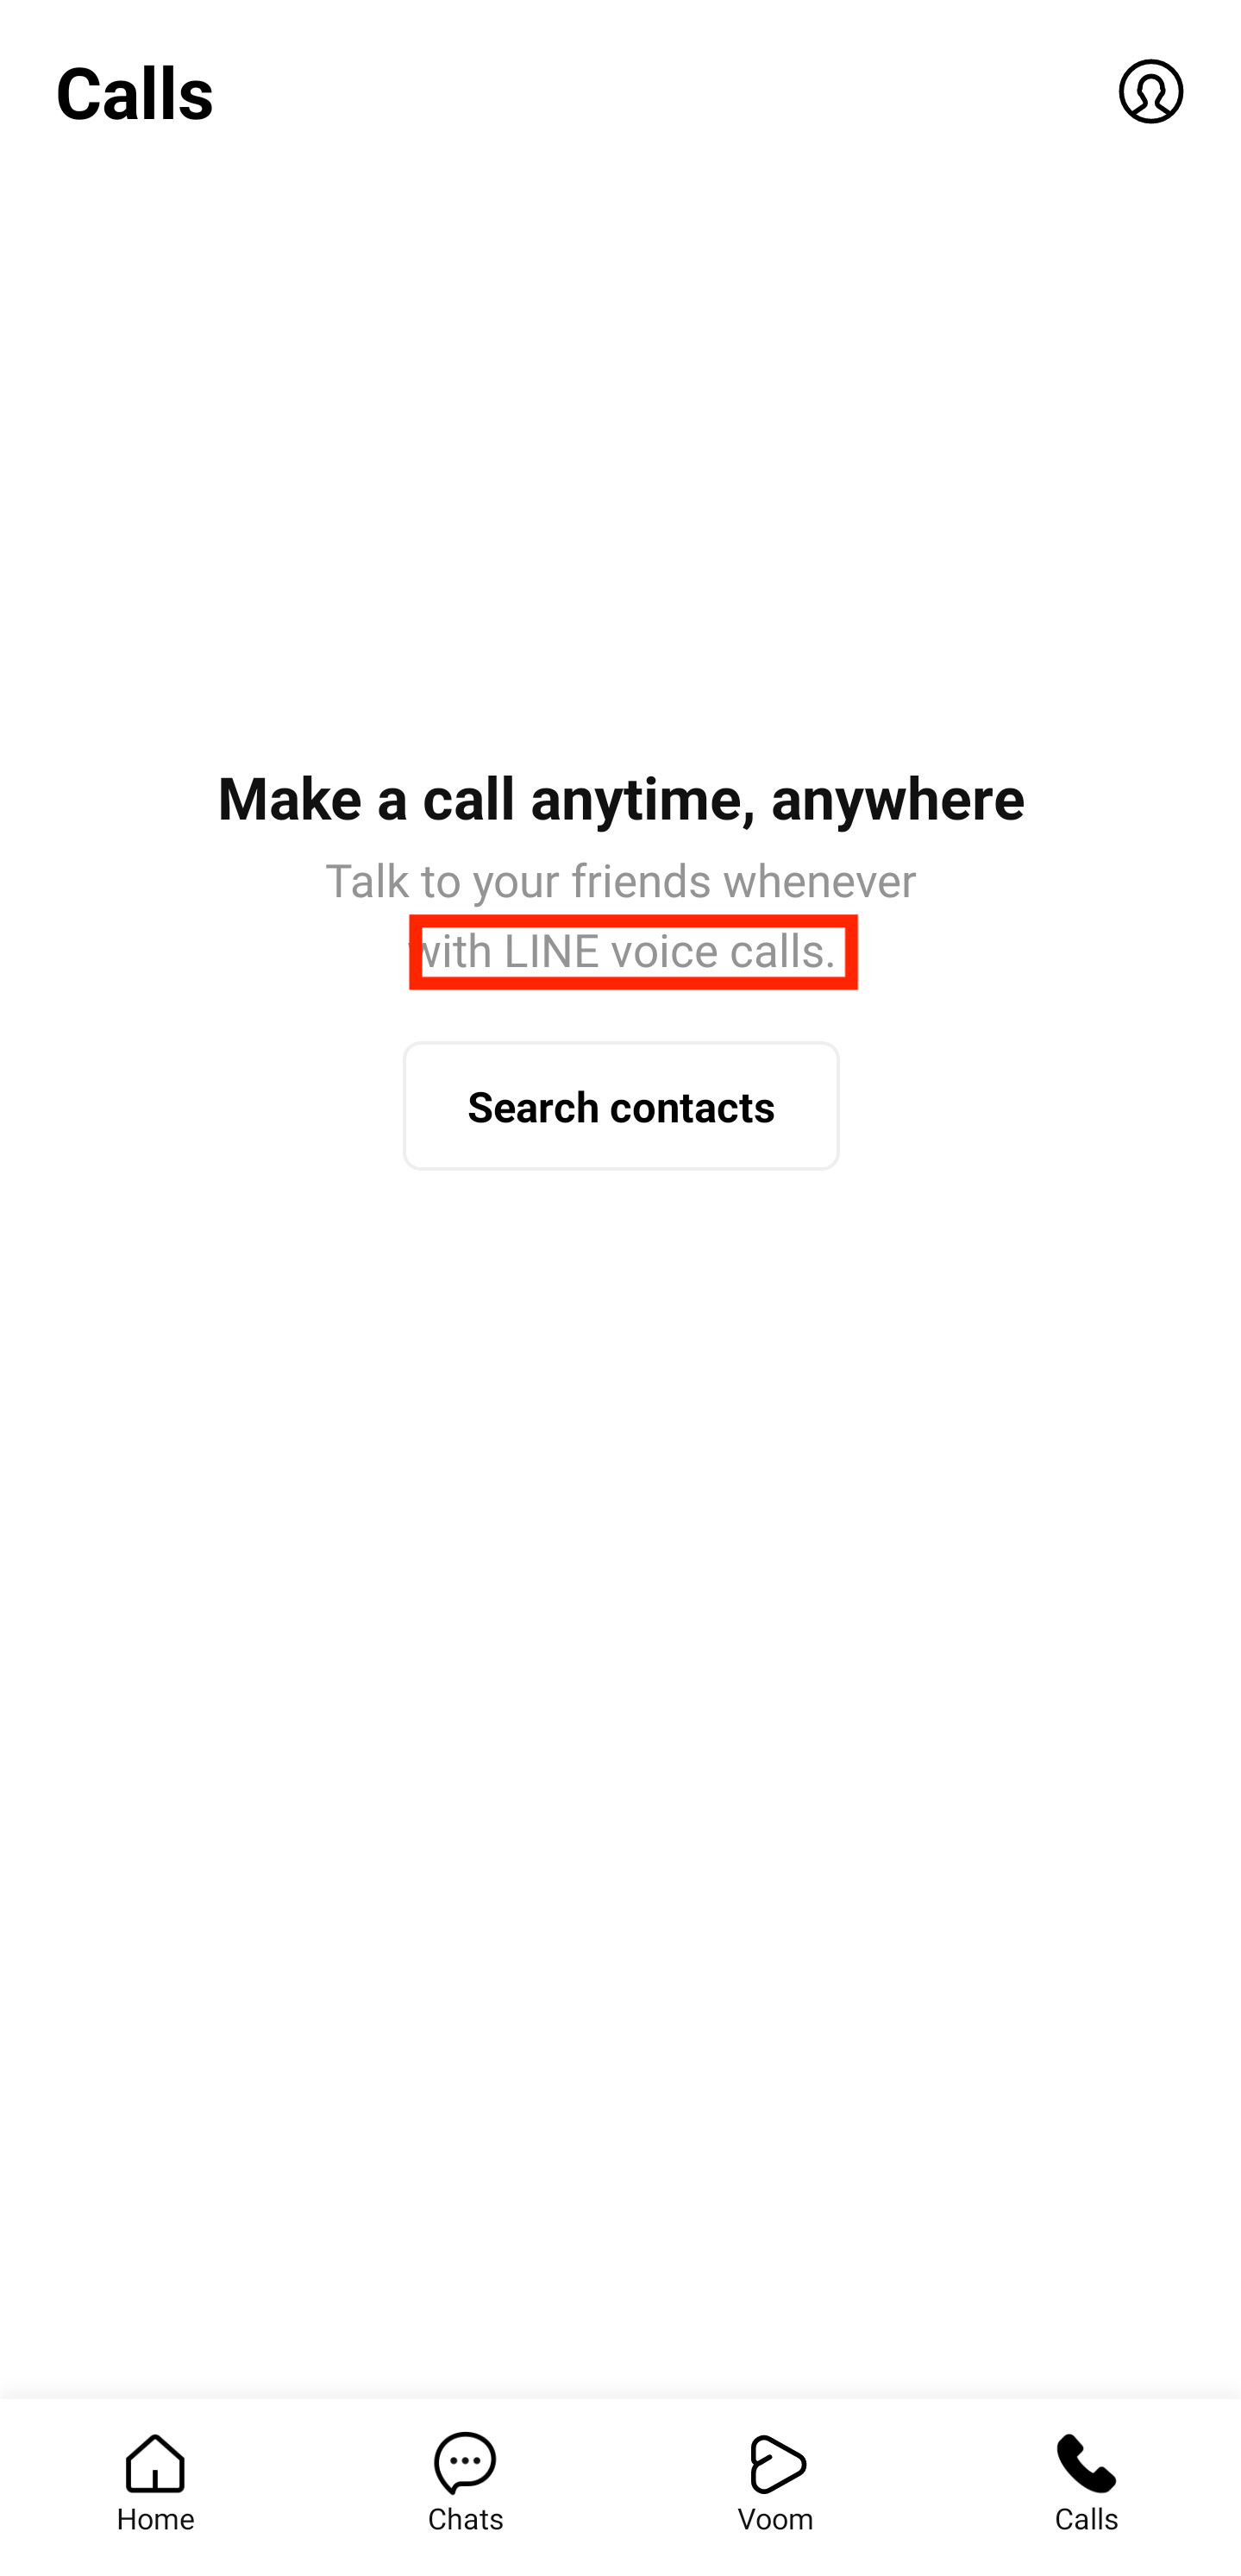 Calls
Make a call anytime, anywhere
Talk to your friends whenever
with LINE voice calls.
Search contacts
Home
Chats
Voom
Calls